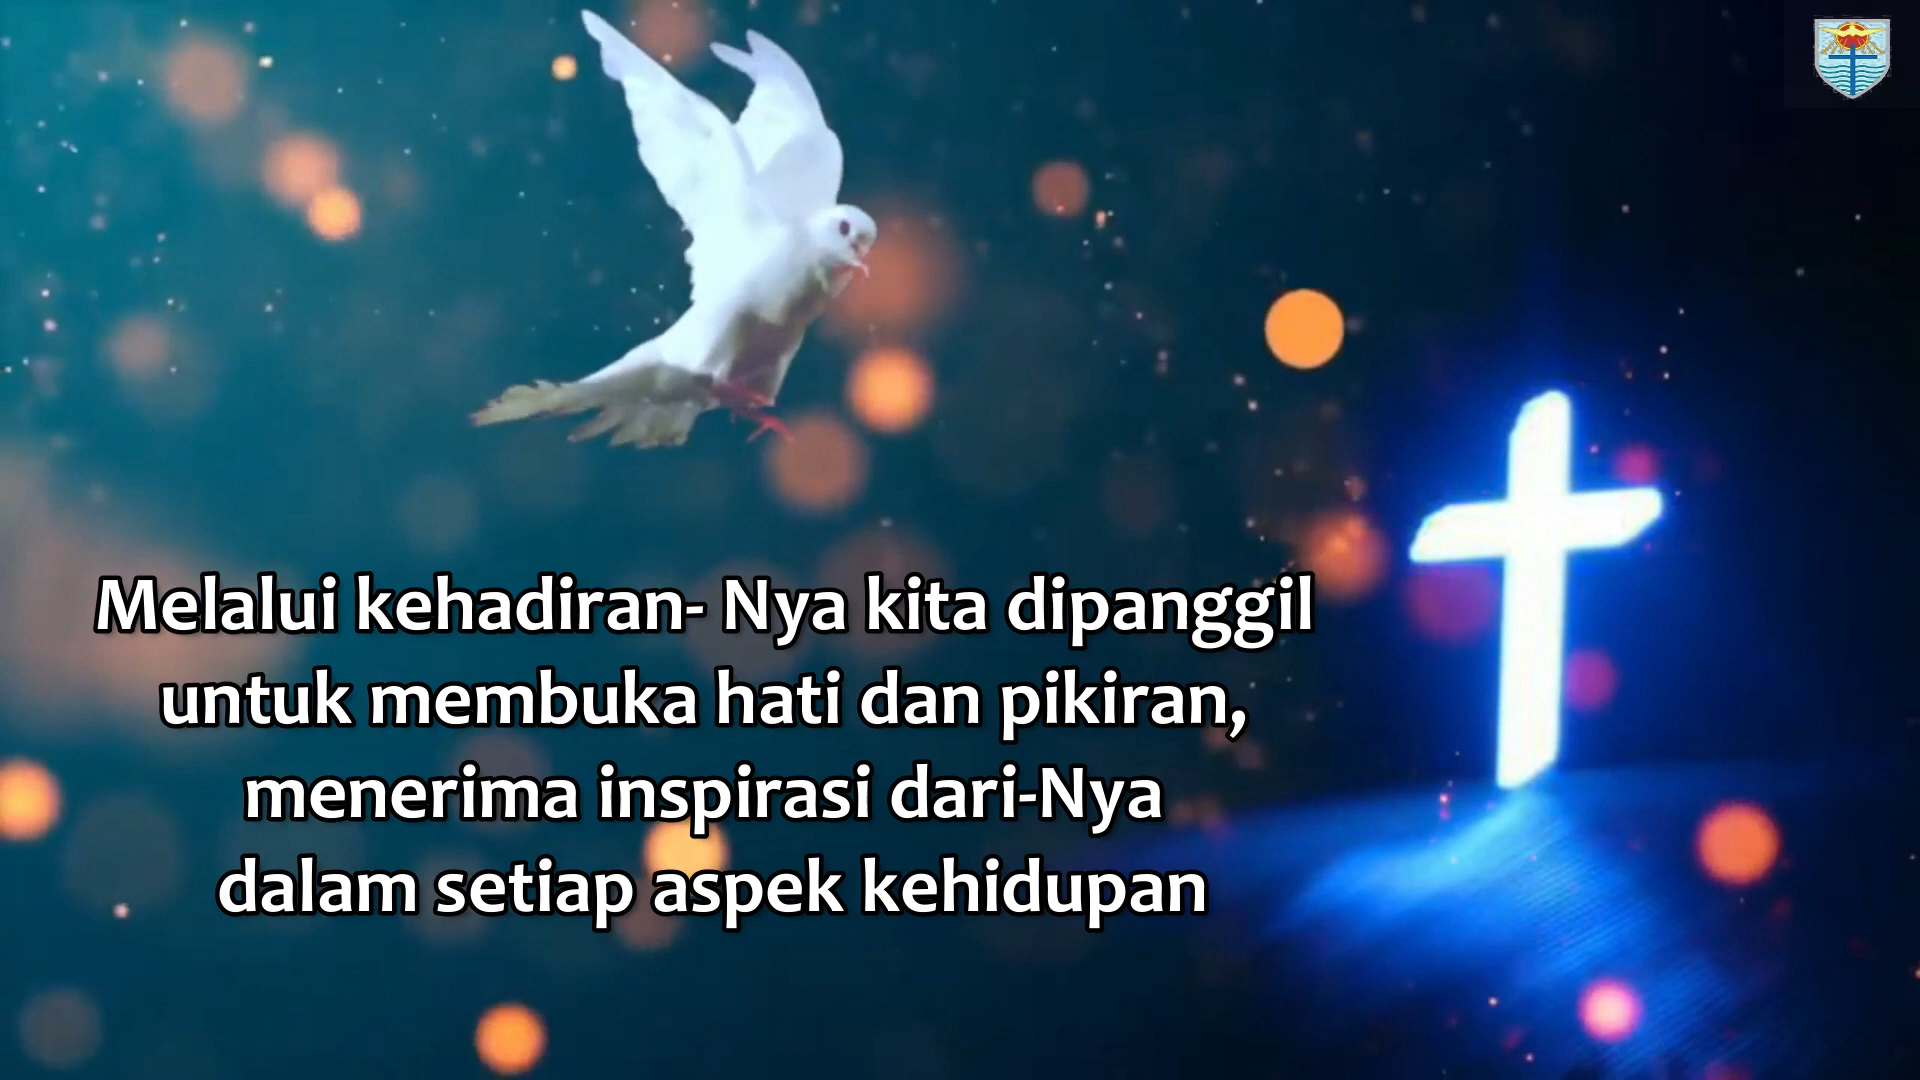 Melalui kehadiran- Nya kita dipanggil
untuk membuka hati dan pikiran,
menerima inspirasi dari-Nya
dalam setiap aspek kehidupan